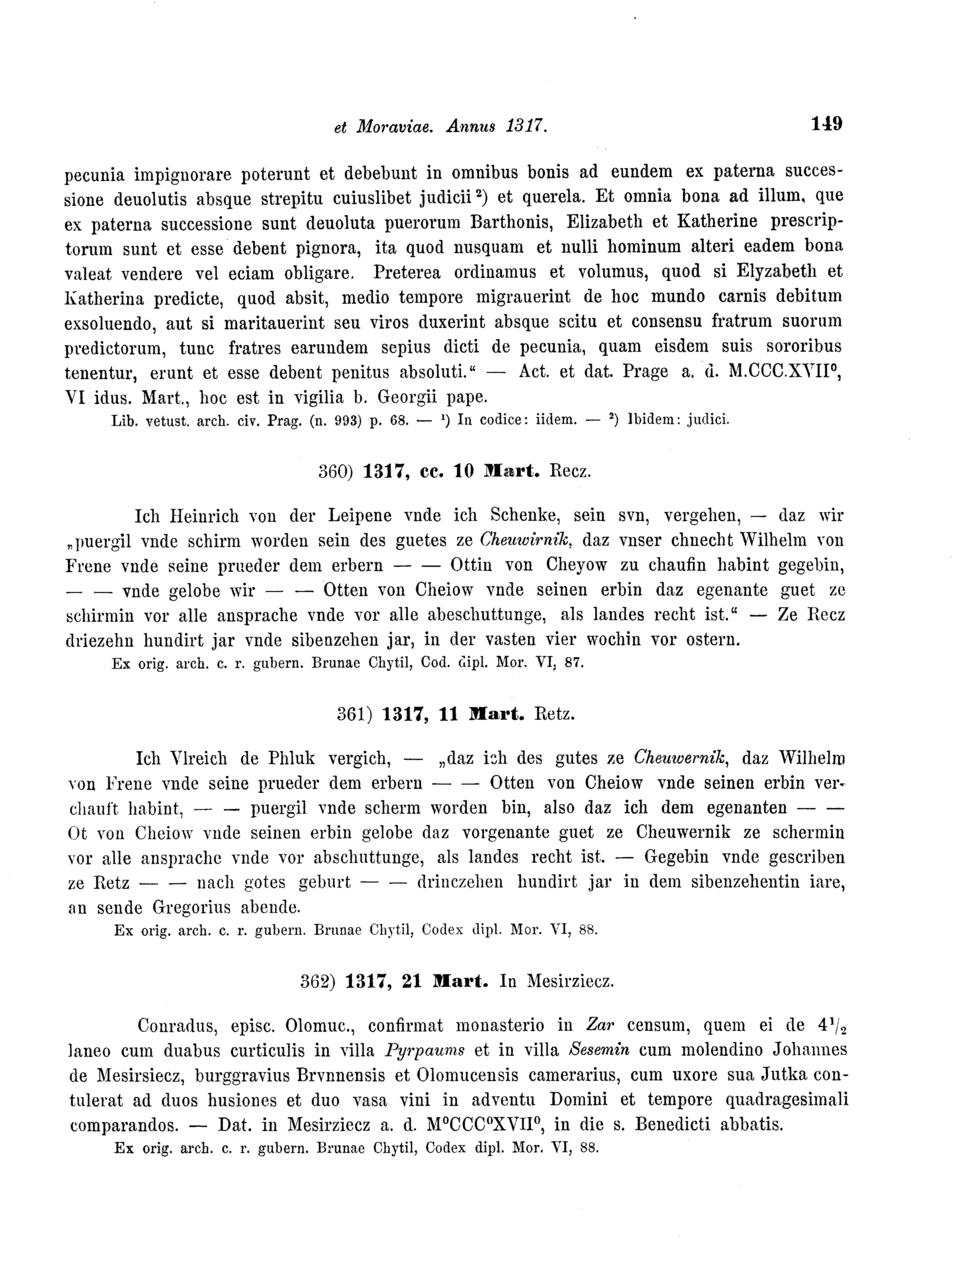 et Moraviae. Annus 1317. 149
pecunia impignorare poterunt et debebunt in omnibus bonis ad eundem ex paterna succes-
sione deuolutis absque strepitu cuiuslibet judicii ²) et querela. Et omnia bona ad illum, que
ex paterna successione sunt deuoluta puerorum Barthonis, Elizabeth et Katherine prescrip-
torum sunt et esse debent pignora, ita quod nusquam et nulli hominum alteri eadem bona
valeat vendere vel eciam obligare. Preterea ordinamus et volumus, quod si Elyzabeth et
Katherina predicte, quod absit, medio tempore migrauerint de hoc mundo carnis debitum
exsoluendo, aut si maritauerint seu viros duxerint absque scitu et consensu fratrum suorum
predictorum, tunc fratres earundem sepius dicti de pecunia, quam eisdem suis sororibus
tenentur, erunt et esse debent penitus absoluti.“ — Act. et dat. Prage a. d. M.CCC.XVII⁰,
VI idus. Mart., hoc est in vigilia b. Georgii pape.
Lib. vetust. arch. civ. Prag. (n. 993) p. 68. — ¹) In codice: iidem. — ²) Ibidem: judici.
360) 1317, cc. 10 Mart. Recz.
Ich Heinrich von der Leipene vnde ich Schenke, sein svn, vergehen, — daz wir
„puergil vnde schirm worden sein des guetes ze Cheuwirnik, daz vnser chnecht Wilhelm von
Frene vnde seine prueder dem erbern — — Ottin von Cheyow zu chaufin habint gegebin,
— — vnde gelobe wir — — Otten von Cheiow vnde seinen erbin daz egenante guet ze
schirmin vor alle ansprache vnde vor alle abeschuttunge, als landes recht ist.“ — Ze Recz
driezehn hundirt jar vnde sibenzehen jar, in der vasten vier wochin vor ostern.
Ex orig. arch. c. r. gubern. Brunae Chytil, Cod. dipl. Mor. VI, 87.
361) 1317, 11 Mart. Retz.
Ich Vlreich de Phluk vergich, — „daz ich des gutes ze Cheuwernik, daz Wilhelm
von Frene vnde seine prueder dem erbern — — Otten von Cheiow vnde seinen erbin ver-
chauft habint, — — puergil vnde scherm worden bin, also daz ich dem egenanten — —
Ot von Cheiow vnde seinen erbin gelobe daz vorgenante guet ze Cheuwernik ze schermin
vor alle ansprache vnde vor abschuttunge, als landes recht ist. — Gegebin vnde gescriben
ze Retz — — nach gotes geburt — — drinczehen hundirt jar in dem sibenzehentin iare,
an sende Gregorius abende.
Ex orig. arch. c. r. gubern. Brunae Chytil, Codex dipl. Mor. VI, 88.
362) 1317, 21 Mart. In Mesirziecz.
Conradus, episc. Olomuc., confirmat monasterio in Zar censum, quem ei de 4¹/₂
laneo cum duabus curticulis in villa Pyrpaums et in villa Sesemin cum molendino Johannes
de Mesirsiecz, burggravius Brvnnensis et Olomucensis camerarius, cum uxore sua Jutka con-
tulerat ad duos husiones et duo vasa vini in adventu Domini et tempore quadragesimali
comparandos. — Dat. in Mesirziecz a. d. M⁰CCC⁰XVII⁰, in die s. Benedicti abbatis.
Ex orig. arch. c. r. gubern. Brunae Chytil, Codex dipl. Mor. VI, 88.